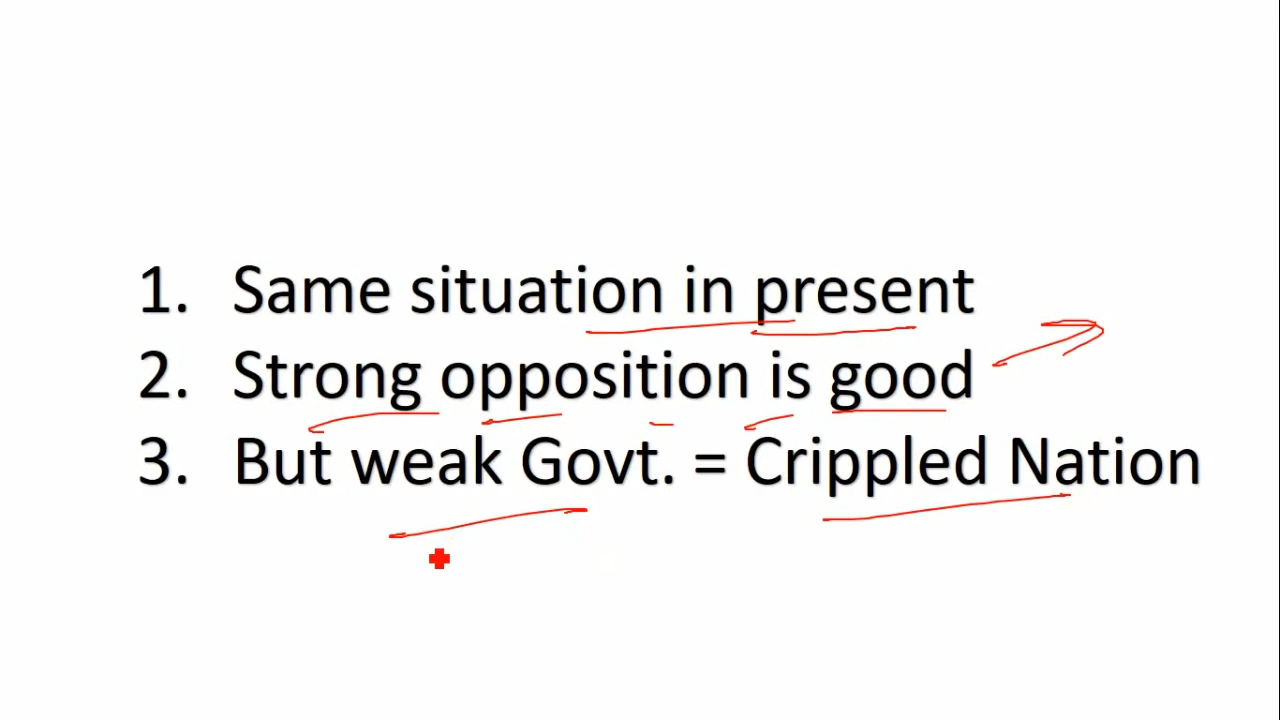 1. Same situation in present
2. Strong opposition is good
3. But weak Govt. = Crippled Nation